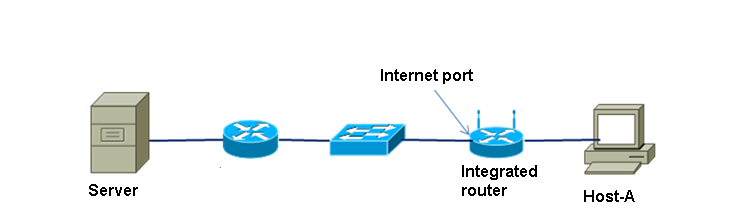 Internet port
Server
Integrated
router
Host-A